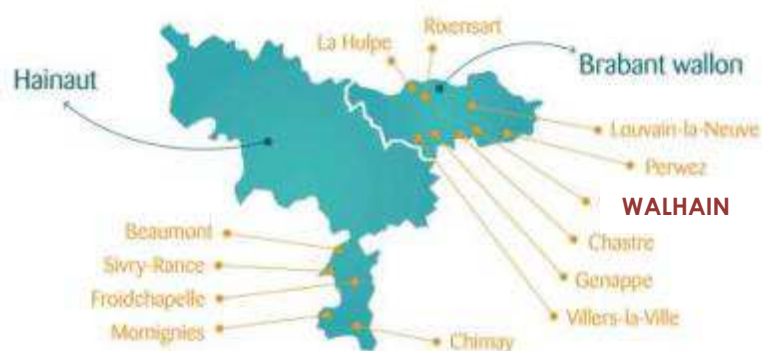 Rixensart
La Hulpe
Hainaut
Brabant wallon
Louvain-la-Neuve
Perwez
WALHAIN
Beaumont
Chastre
Sivry-Rance
Genappe
Froidchapelle
Villers-la-Ville
Momignies
Chimay